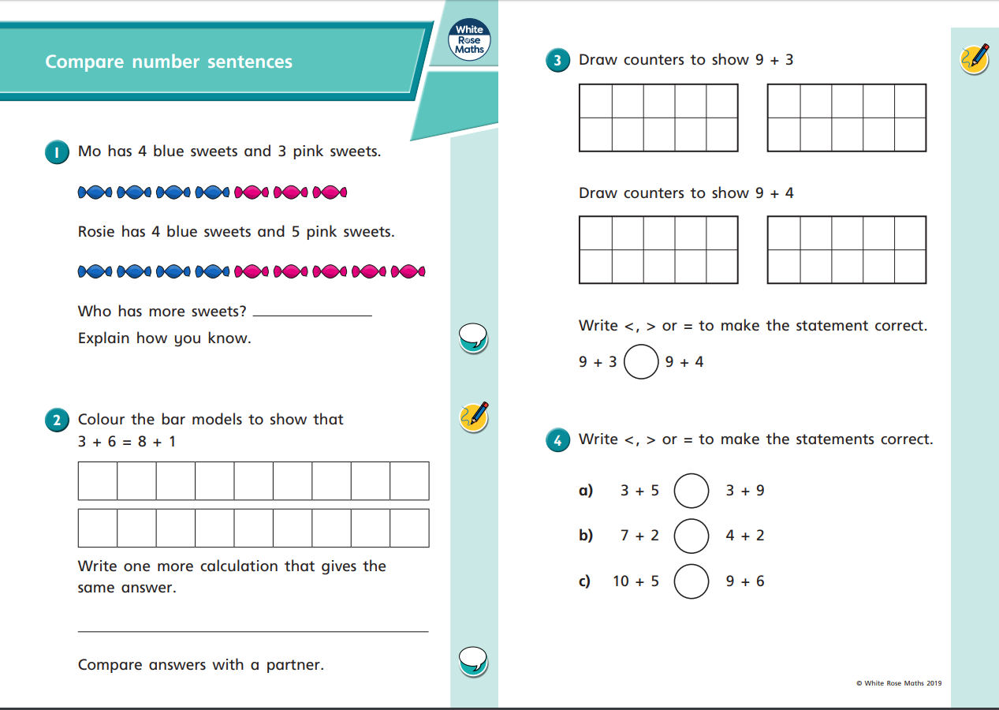 Compare number sentences
White
Rose
Maths
1 Mo has 4 blue sweets and 3 pink sweets.
Rosie has 4 blue sweets and 5 pink sweets.
Who has more sweets?
Explain how you know.
2 Colour the bar models to show that
3 + 6 = 8 + 1
Write one more calculation that gives the
same answer.
Compare answers with a partner.
3 Draw counters to show 9 + 3
Draw counters to show 9 + 4
Write <, > or = to make the statement correct.
9 + 3 9 + 4
4 Write <, > or = to make the statements correct.
a) 3 + 5 3 + 9
b) 7 + 2 4 + 2
c) 10 + 5 9 + 6
© White Rose Maths 2019